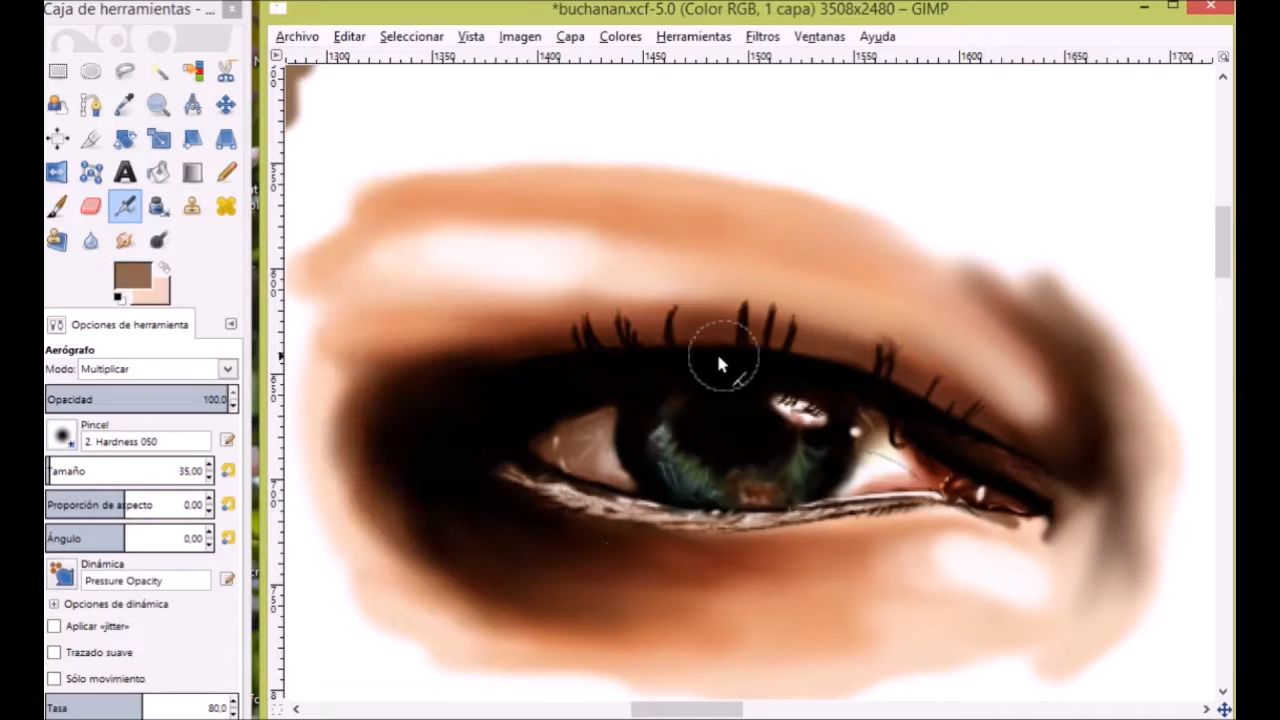 Caja de herramientas - ...
*buchanan.xcf-5.0 (Color RGB, 1 capa) 3508x2480 – GIMP
Archivo Editar Seleccionar Vista Imagen Capa Colores Herramientas Filtros Ventanas Ayuda
1300 1350 1400 1450 1500 1550 1600 1650 1700
Opciones de herramienta
Aerógrafo
Modo: Multiplicar
Opacidad 100,0
Pincel
2. Hardness 050
Tamaño 35,00
Proporción de aspecto 0,00
Ángulo 0,00
Dinámica
Pressure Opacity
Opciones de dinámica
Aplicar «jitter»
Trazado suave
Sólo movimiento
Tasa 80,0